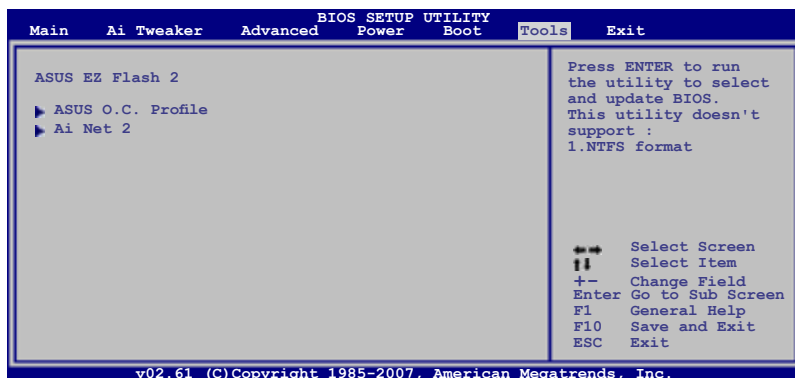 BIOS SETUP UTILITY
Main Ai Tweaker Advanced Power Boot Tools Exit
ASUS EZ Flash 2
ASUS O.C. Profile
Ai Net 2
Press ENTER to run
the utility to select
and update BIOS.
This utility doesn't
support :
1.NTFS format
Select Screen
Select Item
+- Change Field
Enter Go to Sub Screen
F1 General Help
F10 Save and Exit
ESC Exit
v02.61 (C)Copyright 1985-2007, American Megatrends, Inc.